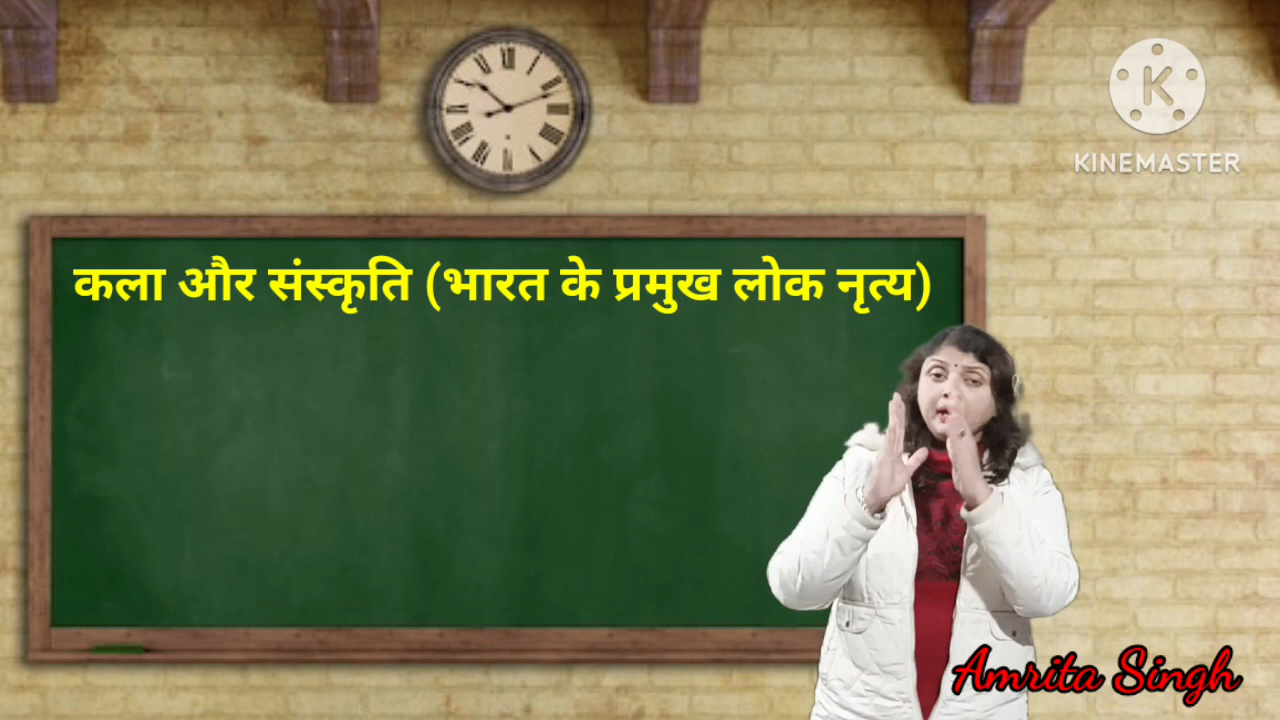 KINEMASTER
कला और संस्कृति (भारत के प्रमुख लोक नृत्य)
Amrita Singh